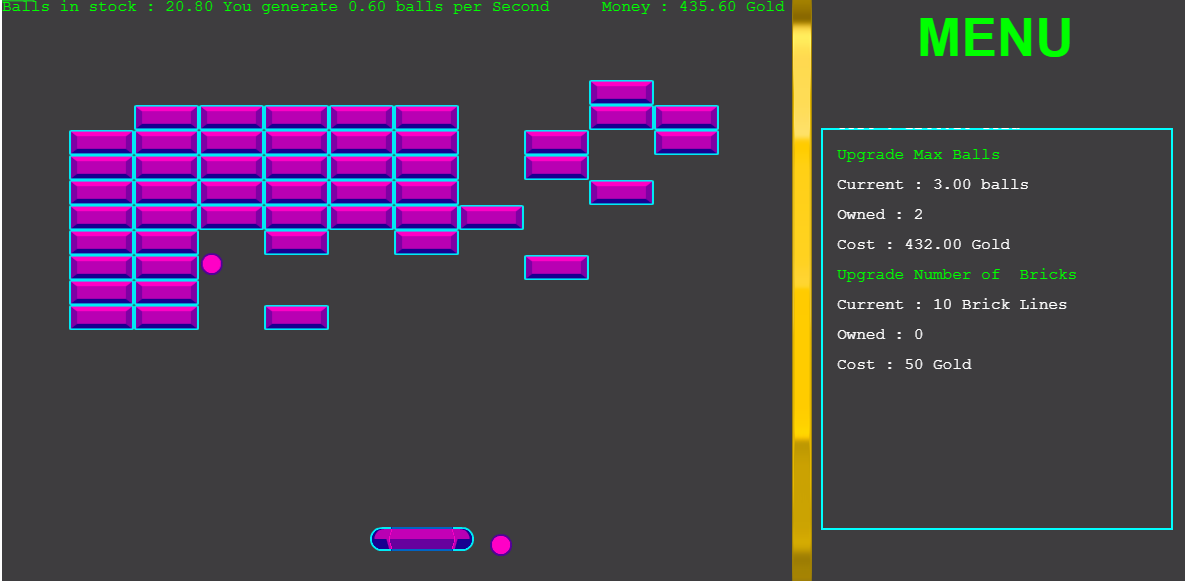 Balls in stock : 20.80 You generate 0.60 balls per Second Money : 435.60 Gold
MENU
Upgrade Max Balls
Current : 3.00 balls
Owned : 2
Cost : 432.00 Gold
Upgrade Number of  Bricks
Current : 10 Brick Lines
Owned : 0
Cost : 50 Gold